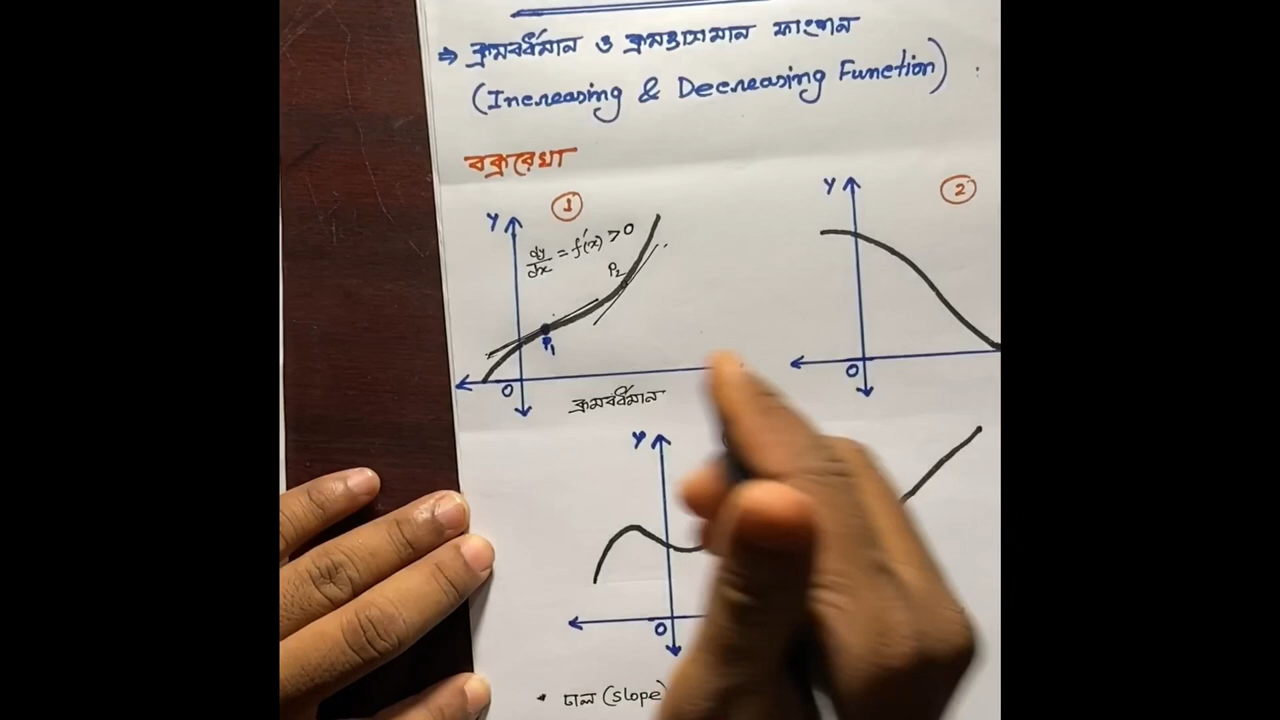 ⇒ ক্রমবর্ধমান ও ক্রমহ্রাসমান ফাংশন
(Increasing & Decreasing Function)
বক্ররেখা
1
2
Y
Y
dy/dx = f'(x) > 0
P₂
P₁
O
O
ক্রমবর্ধমান
Y
O
• ঢাল (slope)